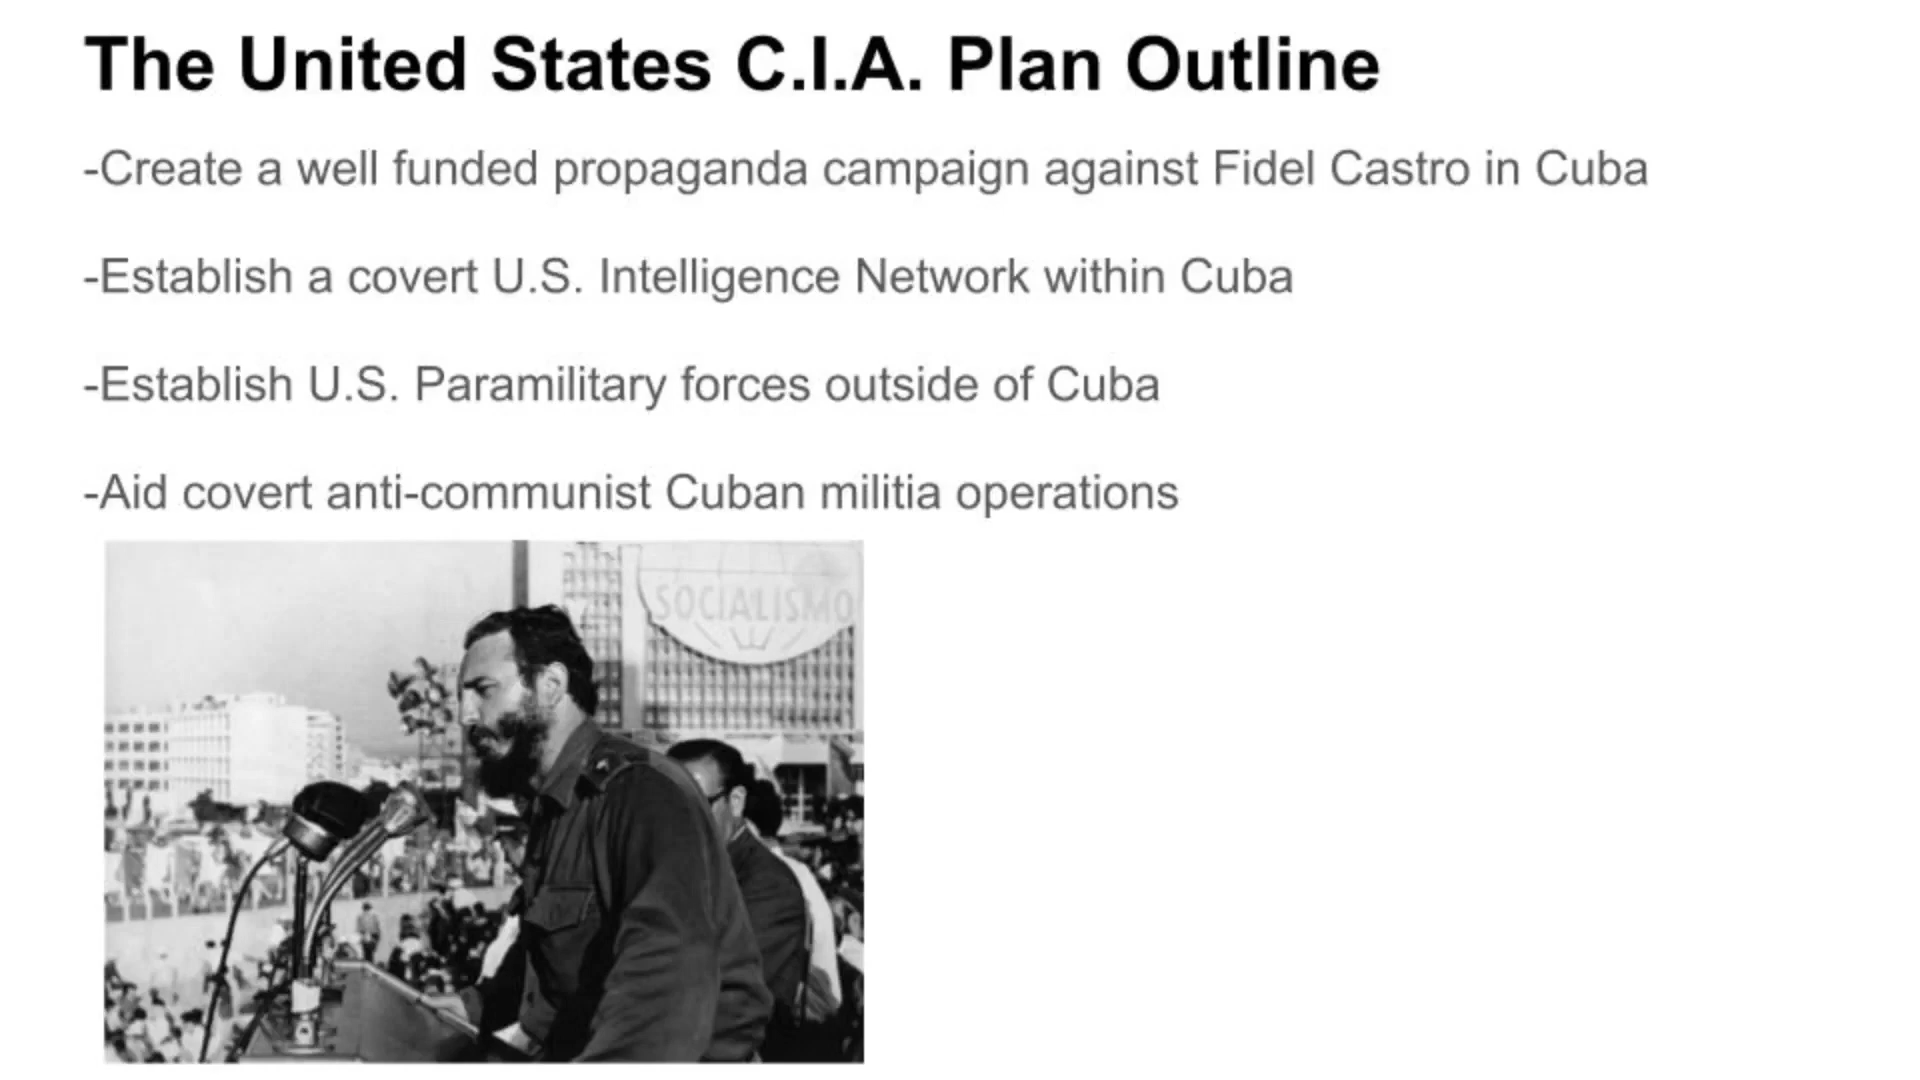 The United States C.I.A. Plan Outline
-Create a well funded propaganda campaign against Fidel Castro in Cuba
-Establish a covert U.S. Intelligence Network within Cuba
-Establish U.S. Paramilitary forces outside of Cuba
-Aid covert anti-communist Cuban militia operations
SOCIALISMO